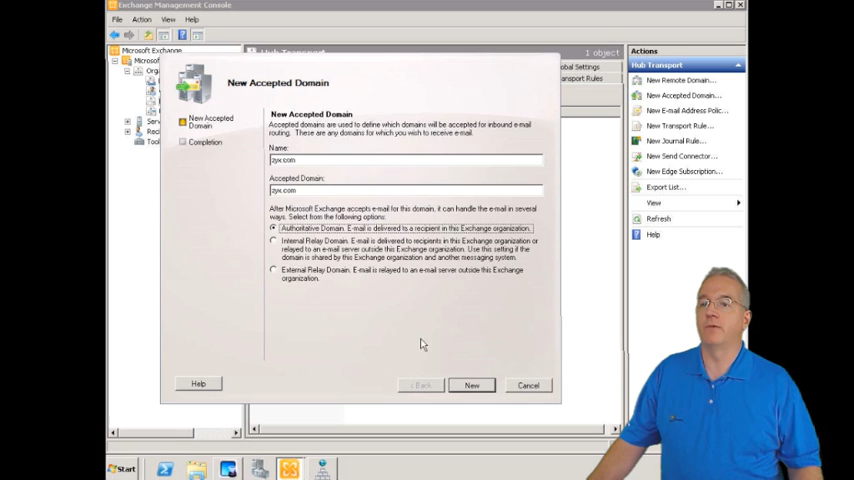 Exchange Management Console
File Action View Help
Microsoft Exchange
Hub Transport
1 object
Actions
Hub Transport
New Remote Domain...
New Accepted Domain...
New E-mail Address Policy...
New Transport Rule...
New Journal Rule...
New Send Connector...
New Edge Subscription...
Export List...
View
Refresh
Help
New Accepted Domain
New Accepted Domain
Completion
New Accepted Domain
Accepted domains are used to define which domains will be accepted for inbound e-mail
routing. These are any domains for which you wish to receive e-mail.
Name:
zyx.com
Accepted Domain:
zyx.com
After Microsoft Exchange accepts e-mail for this domain, it can handle the e-mail in several
ways. Select from the following options:
Authoritative Domain. E-mail is delivered to a recipient in this Exchange organization.
Internal Relay Domain. E-mail is delivered to recipients in this Exchange organization or
relayed to an e-mail server outside this Exchange organization. Use this setting if the
domain is shared by this Exchange organization and another messaging system.
External Relay Domain. E-mail is relayed to an e-mail server outside this Exchange
organization.
Help
< Back
New
Cancel
Start